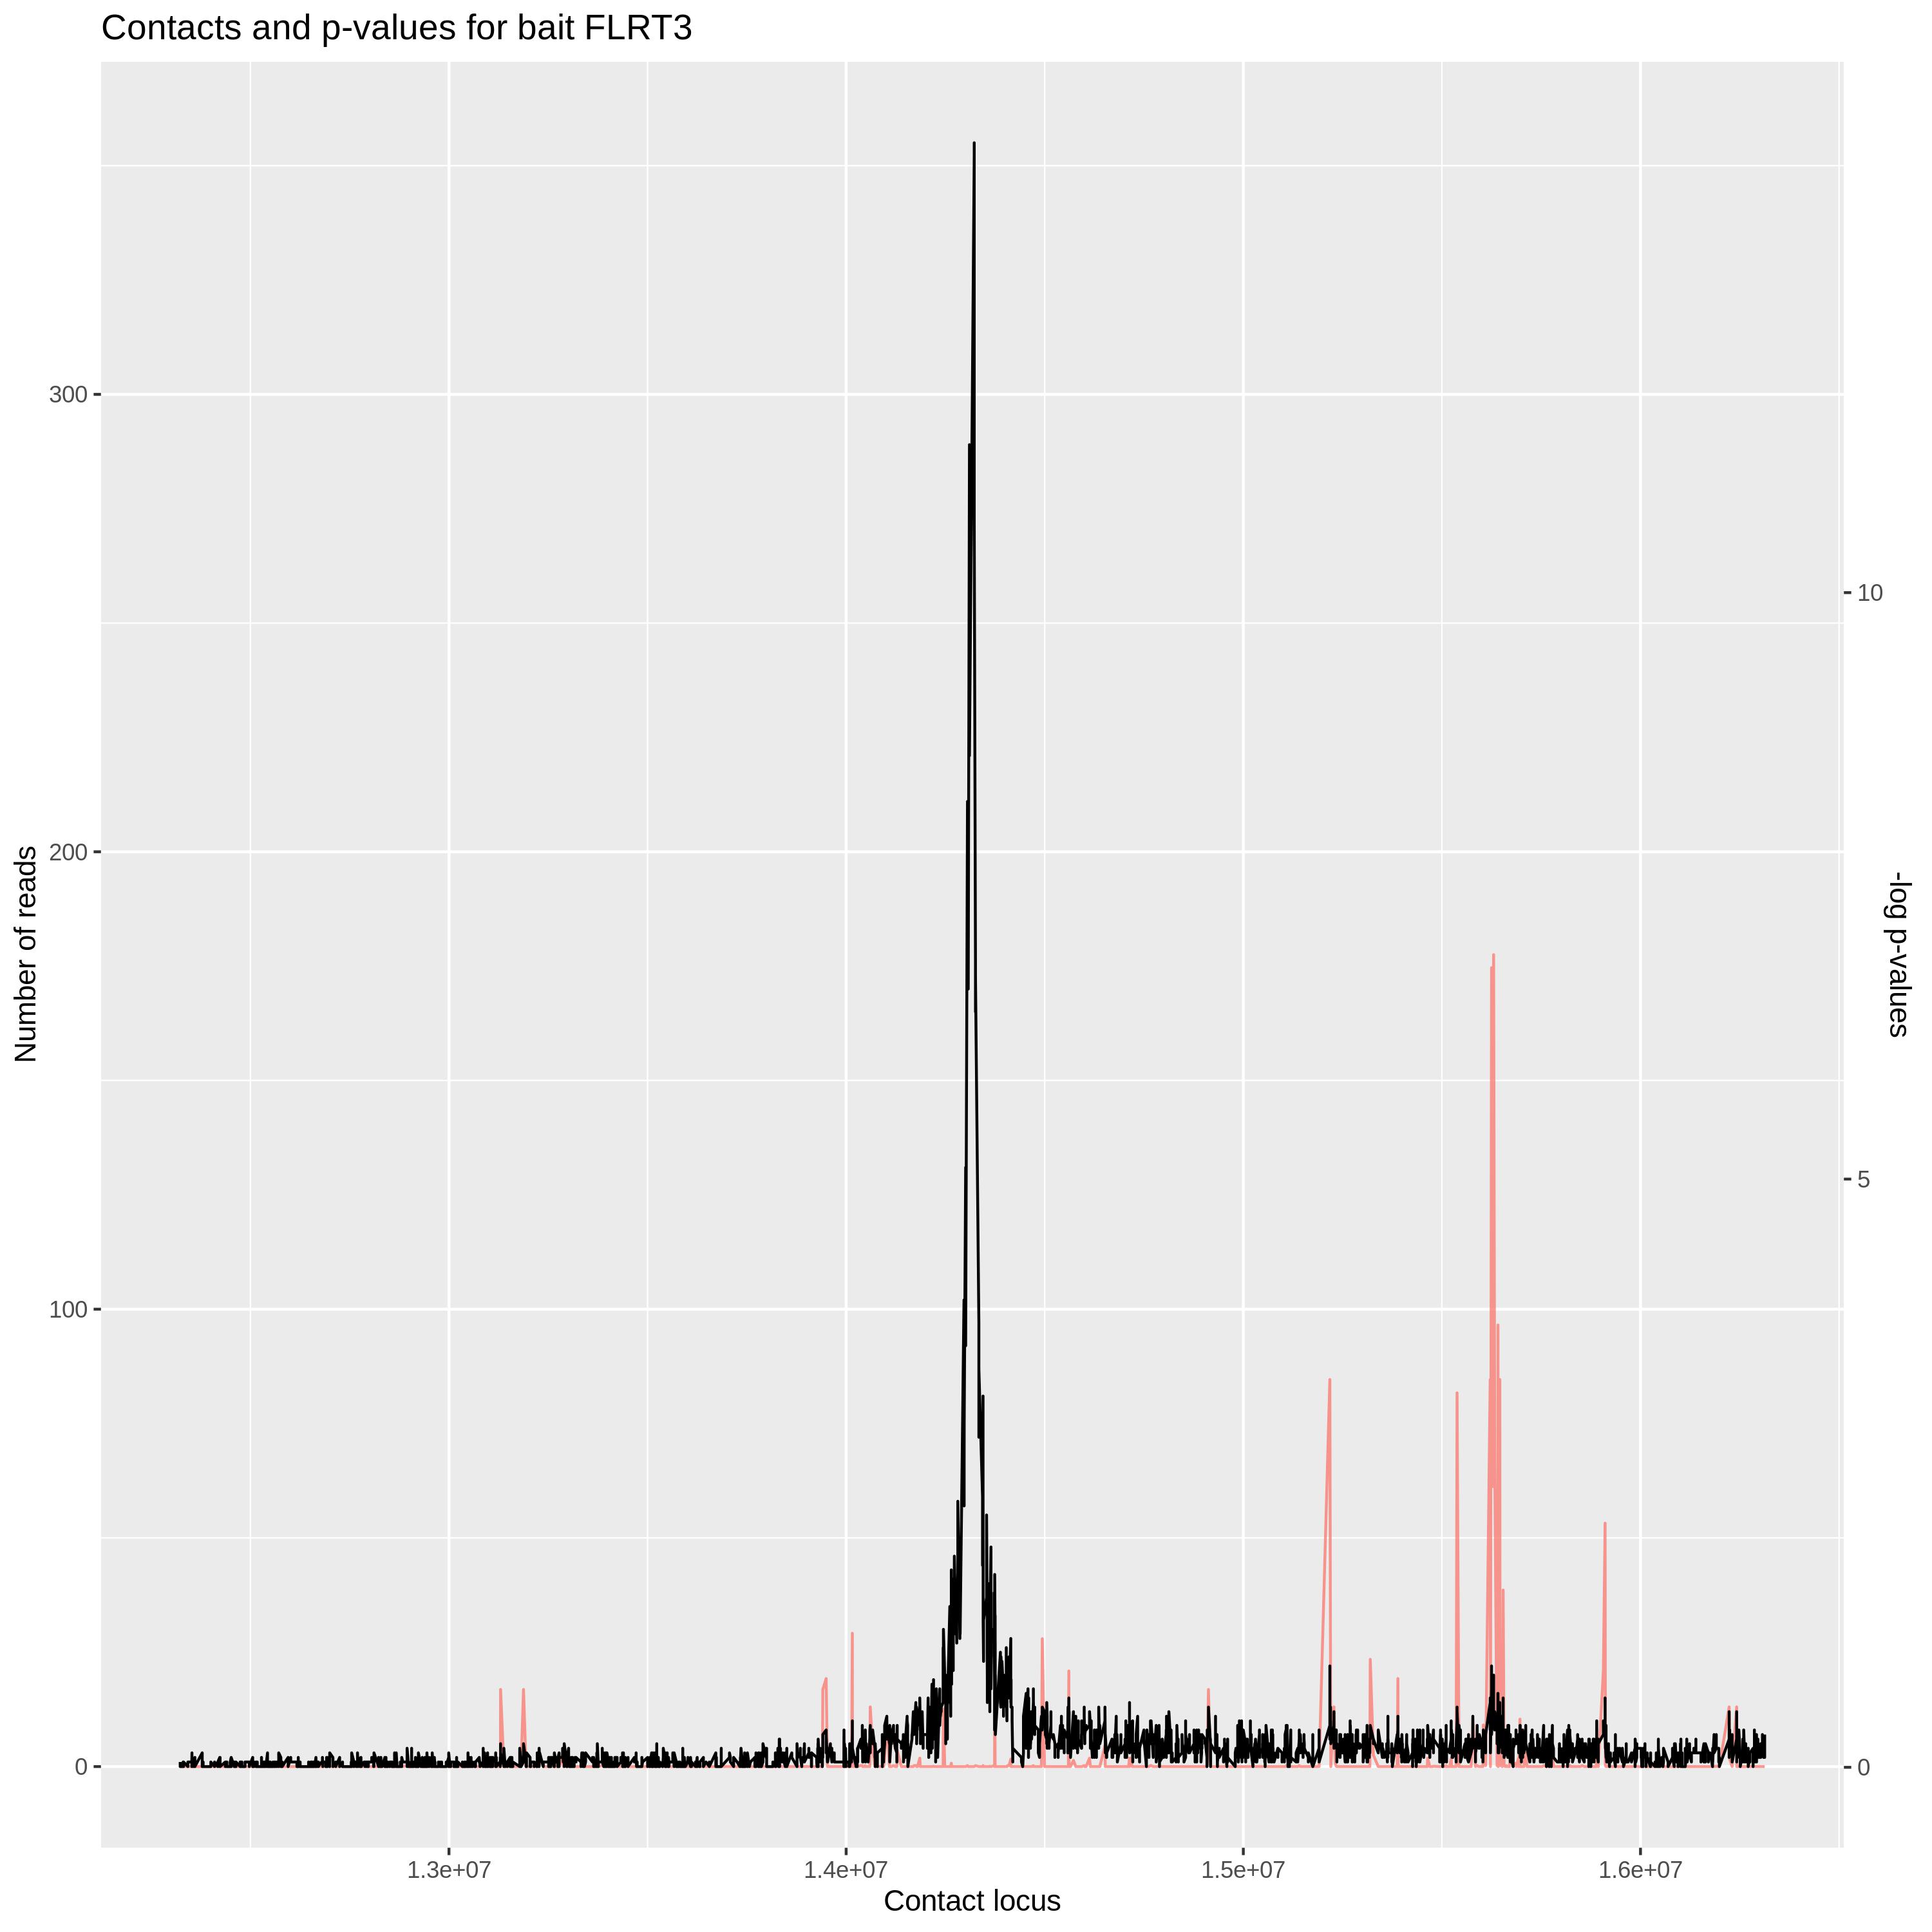 Contacts and p-values for bait FLRT3
300
200
100
0
10
5
0
Number of reads
-log p-values
1.3e+07
1.4e+07
1.5e+07
1.6e+07
Contact locus